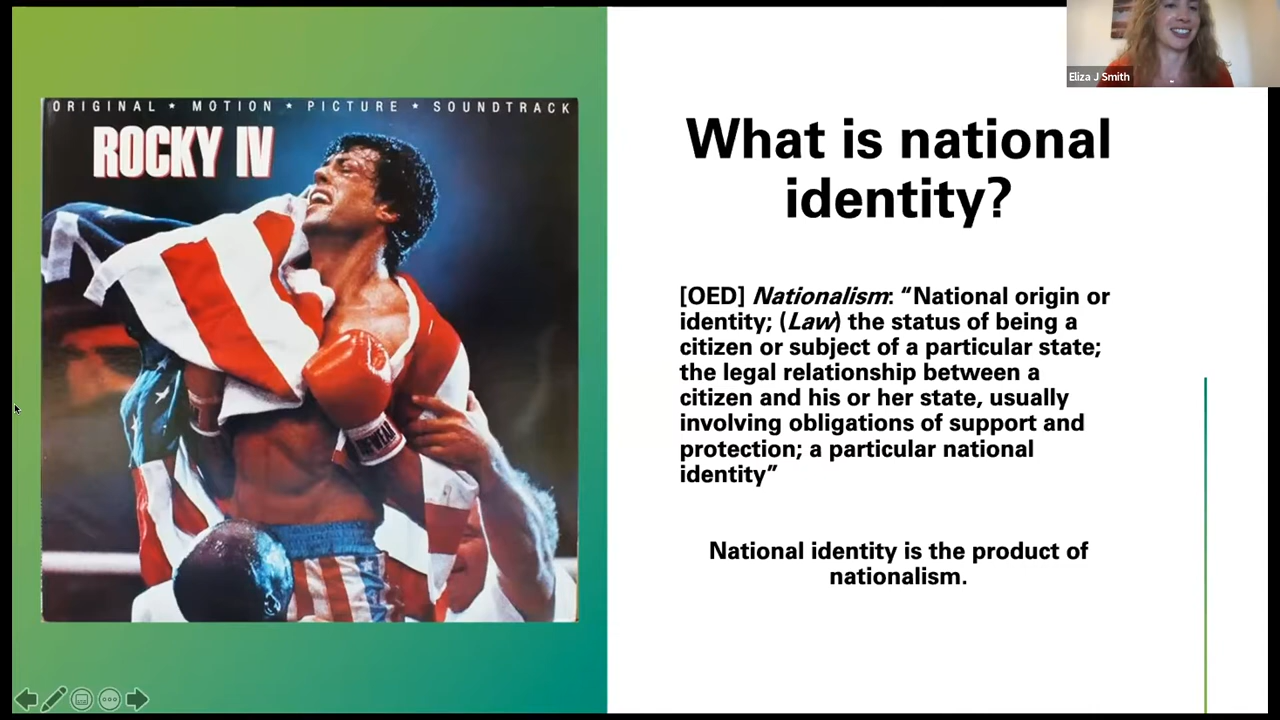 ORIGINAL ★ MOTION ★ PICTURE ★ SOUNDTRACK
ROCKY IV
Eliza J Smith
What is national
identity?
[OED] Nationalism: “National origin or
identity; (Law) the status of being a
citizen or subject of a particular state;
the legal relationship between a
citizen and his or her state, usually
involving obligations of support and
protection; a particular national
identity”
National identity is the product of
nationalism.